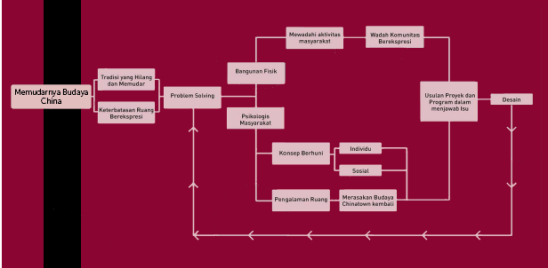 Memudarnya Budaya
China
Tradisi yang Hilang
dan Memudar
Keterbatasan Ruang
Berekspresi
Problem Solving
Bangunan Fisik
Psikologis
Masyarakat
Mewadahi aktivitas
masyarakat
Wadah Komunitas
Berekspresi
Konsep Berhuni
Individu
Sosial
Pengalaman Ruang
Merasakan Budaya
Chinatown kembali
Usulan Proyek dan
Program dalam
menjawab Isu
Desain